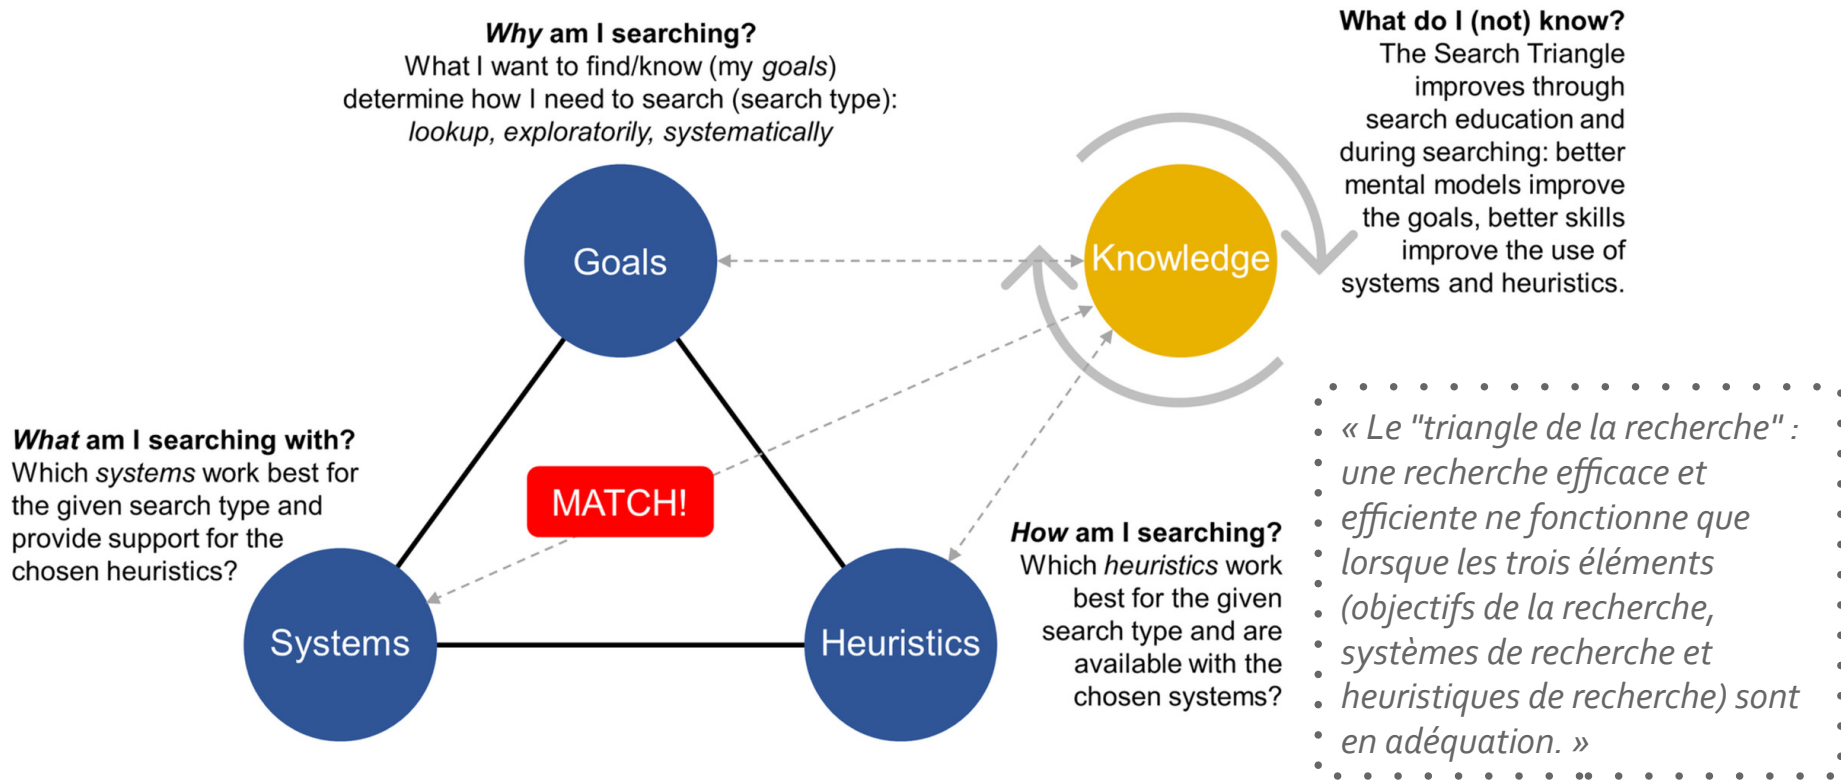 Why am I searching?
What I want to find/know (my goals)
determine how I need to search (search type):
lookup, exploratorily, systematically
What do I (not) know?
The Search Triangle
improves through
search education and
during searching: better
mental models improve
the goals, better skills
improve the use of
systems and heuristics.
Goals
Knowledge
What am I searching with?
Which systems work best for
the given search type and
provide support for the
chosen heuristics?
MATCH!
Systems
Heuristics
How am I searching?
Which heuristics work
best for the given
search type and are
available with the
chosen systems?
« Le "triangle de la recherche" :
une recherche efficace et
efficiente ne fonctionne que
lorsque les trois éléments
(objectifs de la recherche,
systèmes de recherche et
heuristiques de recherche) sont
en adéquation. »